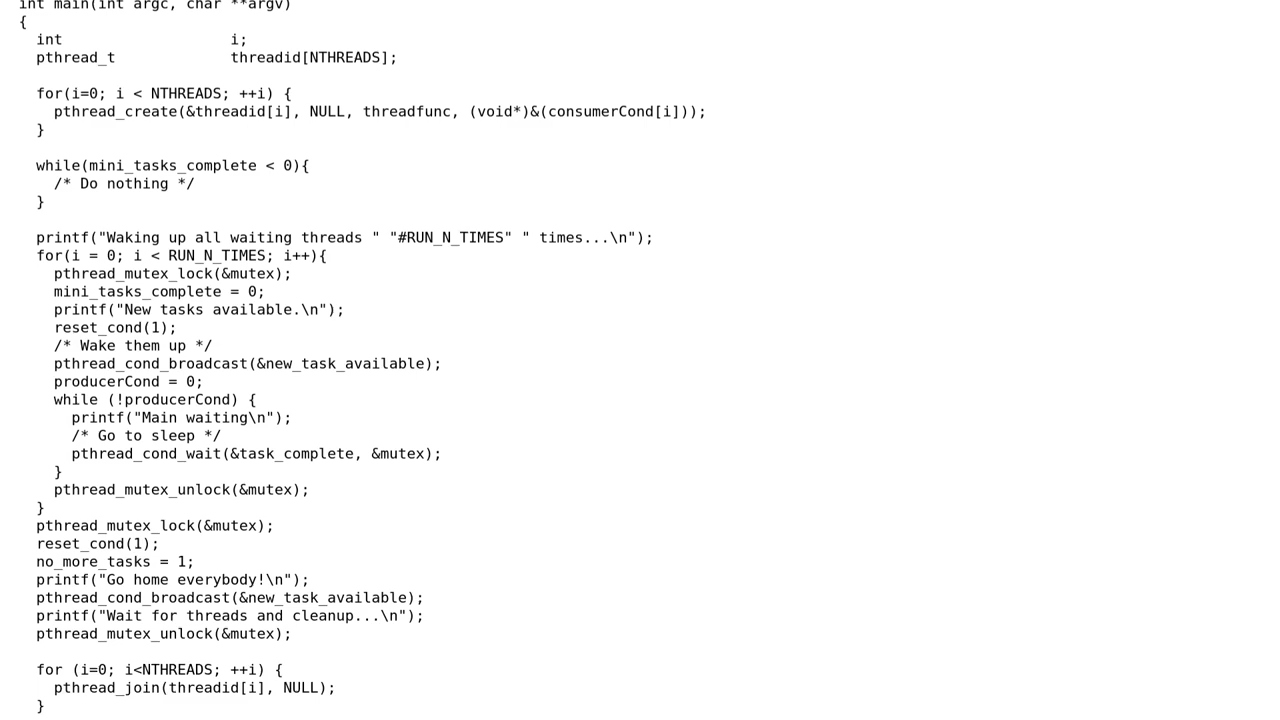 int main(int argc, char **argv)
{
  int                   i;
  pthread_t             threadid[NTHREADS];

  for(i=0; i < NTHREADS; ++i) {
    pthread_create(&threadid[i], NULL, threadfunc, (void*)&(consumerCond[i]));
  }

  while(mini_tasks_complete < 0){
    /* Do nothing */
  }

  printf("Waking up all waiting threads " "#RUN_N_TIMES" " times...\n");
  for(i = 0; i < RUN_N_TIMES; i++){
    pthread_mutex_lock(&mutex);
    mini_tasks_complete = 0;
    printf("New tasks available.\n");
    reset_cond(1);
    /* Wake them up */
    pthread_cond_broadcast(&new_task_available);
    producerCond = 0;
    while (!producerCond) {
      printf("Main waiting\n");
      /* Go to sleep */
      pthread_cond_wait(&task_complete, &mutex);
    }
    pthread_mutex_unlock(&mutex);
  }
  pthread_mutex_lock(&mutex);
  reset_cond(1);
  no_more_tasks = 1;
  printf("Go home everybody!\n");
  pthread_cond_broadcast(&new_task_available);
  printf("Wait for threads and cleanup...\n");
  pthread_mutex_unlock(&mutex);

  for (i=0; i<NTHREADS; ++i) {
    pthread_join(threadid[i], NULL);
  }